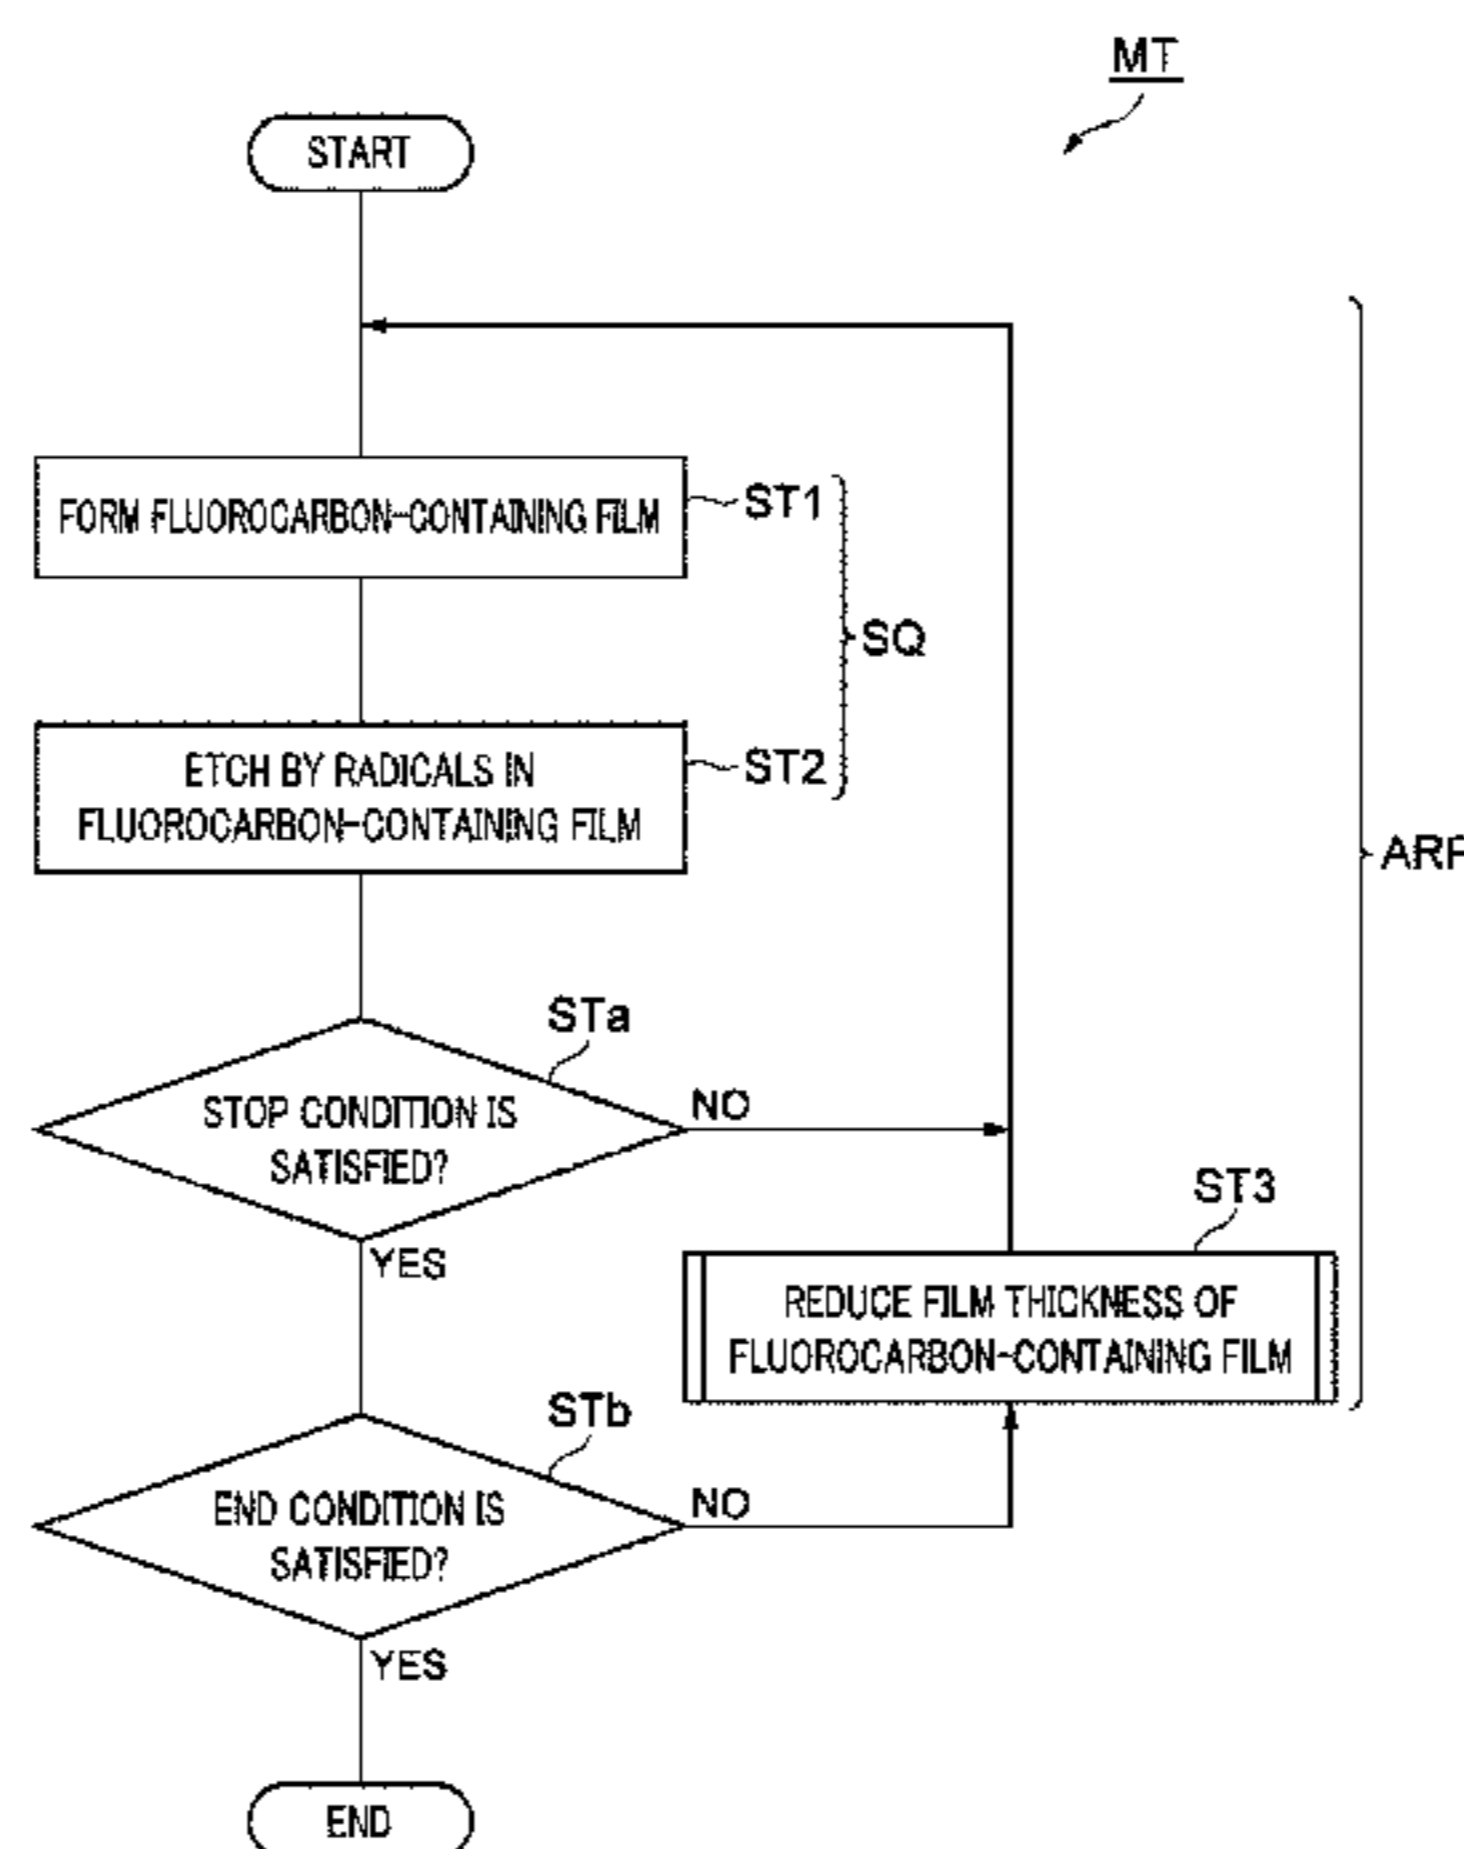 MT
START
FORM FLUOROCARBON-CONTAINING FILM
ST1
SQ
ETCH BY RADICALS IN
FLUOROCARBON-CONTAINING FILM
ST2
ARP
STa
STOP CONDITION IS
SATISFIED?
NO
YES
ST3
REDUCE FILM THICKNESS OF
FLUOROCARBON-CONTAINING FILM
STb
END CONDITION IS
SATISFIED?
NO
YES
END